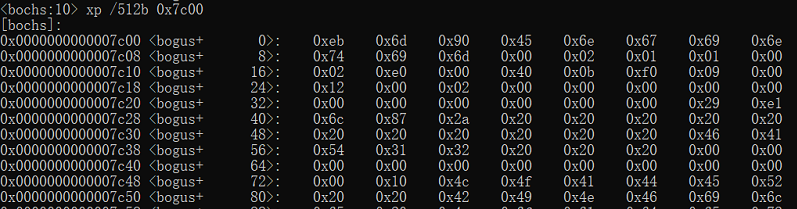 <bochs:10> xp /512b 0x7c00
[bochs]:
0x0000000000007c00 <bogus+ 0>: 0xeb 0x6d 0x90 0x45 0x6e 0x67 0x69 0x6e
0x0000000000007c08 <bogus+ 8>: 0x74 0x69 0x6d 0x00 0x02 0x01 0x01 0x00
0x0000000000007c10 <bogus+ 16>: 0x02 0xe0 0x00 0x40 0x0b 0xf0 0x09 0x00
0x0000000000007c18 <bogus+ 24>: 0x12 0x00 0x02 0x00 0x00 0x00 0x00 0x00
0x0000000000007c20 <bogus+ 32>: 0x00 0x00 0x00 0x00 0x00 0x00 0x29 0xe1
0x0000000000007c28 <bogus+ 40>: 0x6c 0x87 0x2a 0x20 0x20 0x20 0x20 0x20
0x0000000000007c30 <bogus+ 48>: 0x20 0x20 0x20 0x20 0x20 0x20 0x46 0x41
0x0000000000007c38 <bogus+ 56>: 0x54 0x31 0x32 0x20 0x20 0x20 0x00 0x00
0x0000000000007c40 <bogus+ 64>: 0x00 0x00 0x00 0x00 0x00 0x00 0x00 0x00
0x0000000000007c48 <bogus+ 72>: 0x00 0x10 0x4c 0x4f 0x41 0x44 0x45 0x52
0x0000000000007c50 <bogus+ 80>: 0x20 0x20 0x42 0x49 0x4e 0x46 0x69 0x6c